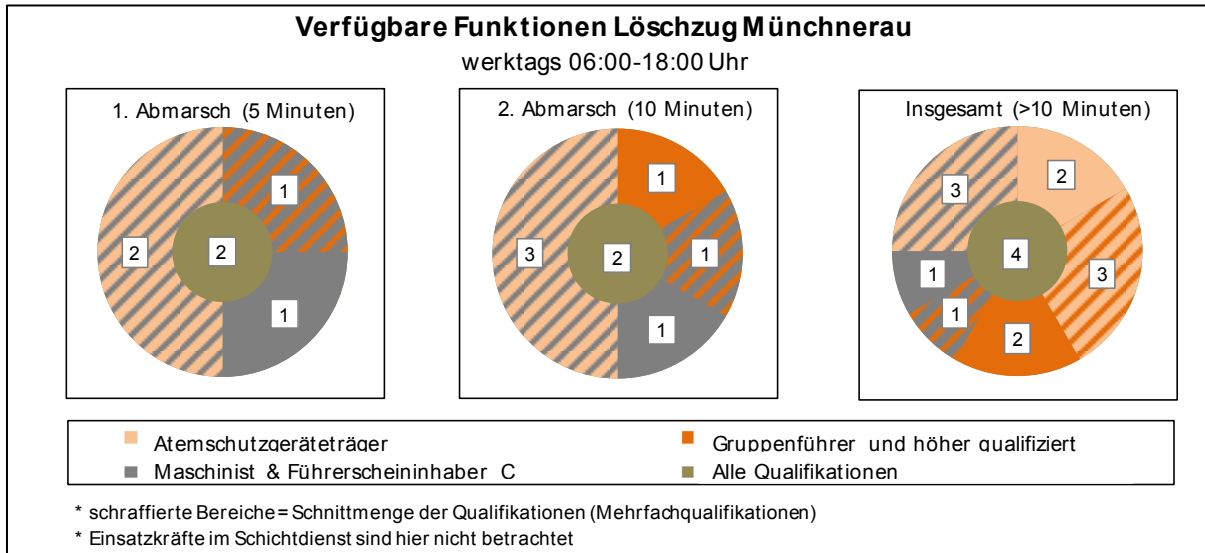 Verfügbare Funktionen Löschzug Münchnerau
werktags 06:00-18:00 Uhr
1. Abmarsch (5 Minuten)
2
2
1
1
2. Abmarsch (10 Minuten)
3
2
1
1
1
Insgesamt (>10 Minuten)
3
2
4
3
1
1
2
Atemschutzgeräteträger
Gruppenführer und höher qualifiziert
Maschinist & Führerscheininhaber C
Alle Qualifikationen
* schraffierte Bereiche = Schnittmenge der Qualifikationen (Mehrfachqualifikationen)
* Einsatzkräfte im Schichtdienst sind hier nicht betrachtet